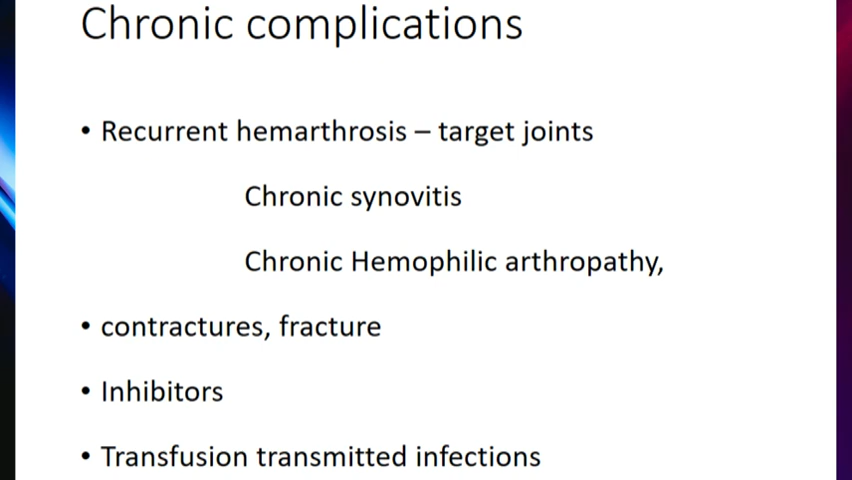 Chronic complications
• Recurrent hemarthrosis – target joints
Chronic synovitis
Chronic Hemophilic arthropathy,
• contractures, fracture
• Inhibitors
• Transfusion transmitted infections